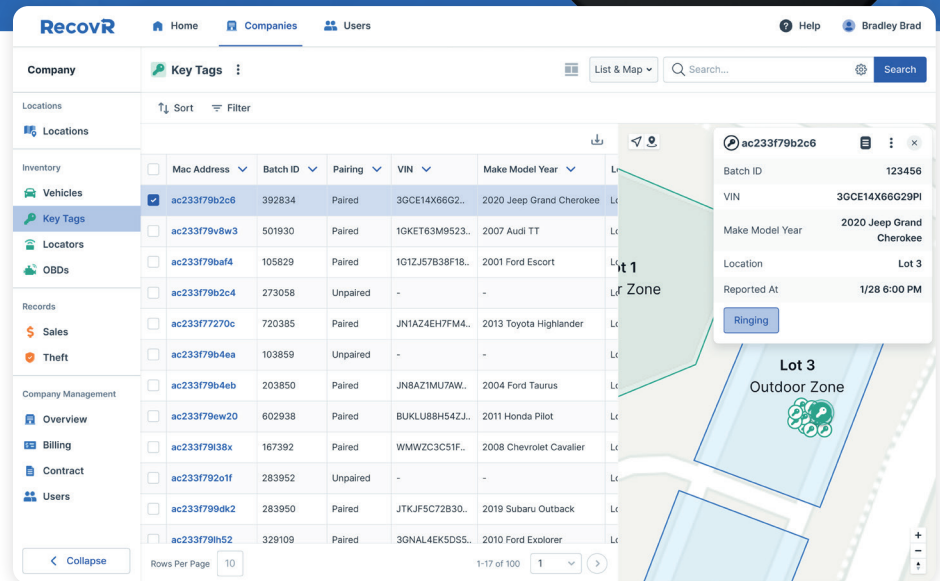 RecovR
Home
Companies
Users
Help
Bradley Brad
Company
Key Tags
List & Map
Search...
Search
Locations
Locations
Sort
Filter
Inventory
Vehicles
Key Tags
Locators
OBDs
Records
Sales
Theft
Company Management
Overview
Billing
Contract
Users
Collapse
Mac Address Batch ID Pairing VIN Make Model Year
ac233f79b2c6 392834 Paired 3GCE14X66G2.. 2020 Jeep Grand Cherokee
ac233f79v8w3 501930 Paired 1GKET63M9523.. 2007 Audi TT
ac233f79baf4 105829 Paired 1G1ZJ57B38F18.. 2001 Ford Escort
ac233f79b2c4 273058 Unpaired - -
ac233f77270c 720385 Paired JN1AZ4EH7FM4.. 2013 Toyota Highlander
ac233f79b4ea 103859 Unpaired - -
ac233f79b4eb 203850 Paired JN8AZ1MU7AW.. 2004 Ford Taurus
ac233f79ew20 602938 Paired BUKLU88H54ZJ.. 2011 Honda Pilot
ac233f79l38x 167392 Paired WMWZC3C51F.. 2008 Chevrolet Cavalier
ac233f792o1f 283952 Unpaired - -
ac233f799dk2 283950 Paired JTKJF5C72B30.. 2019 Subaru Outback
ac233f79lh52 329109 Paired 3GNAL4EK5DS5.. 2010 Ford Explorer
Rows Per Page 10
1-17 of 100 1
ot 1
r Zone
ac233f79b2c6
Batch ID 123456
VIN 3GCE14X66G29PI
Make Model Year 2020 Jeep Grand
Cherokee
Location Lot 3
Reported At 1/28 6:00 PM
Ringing
Lot 3
Outdoor Zone